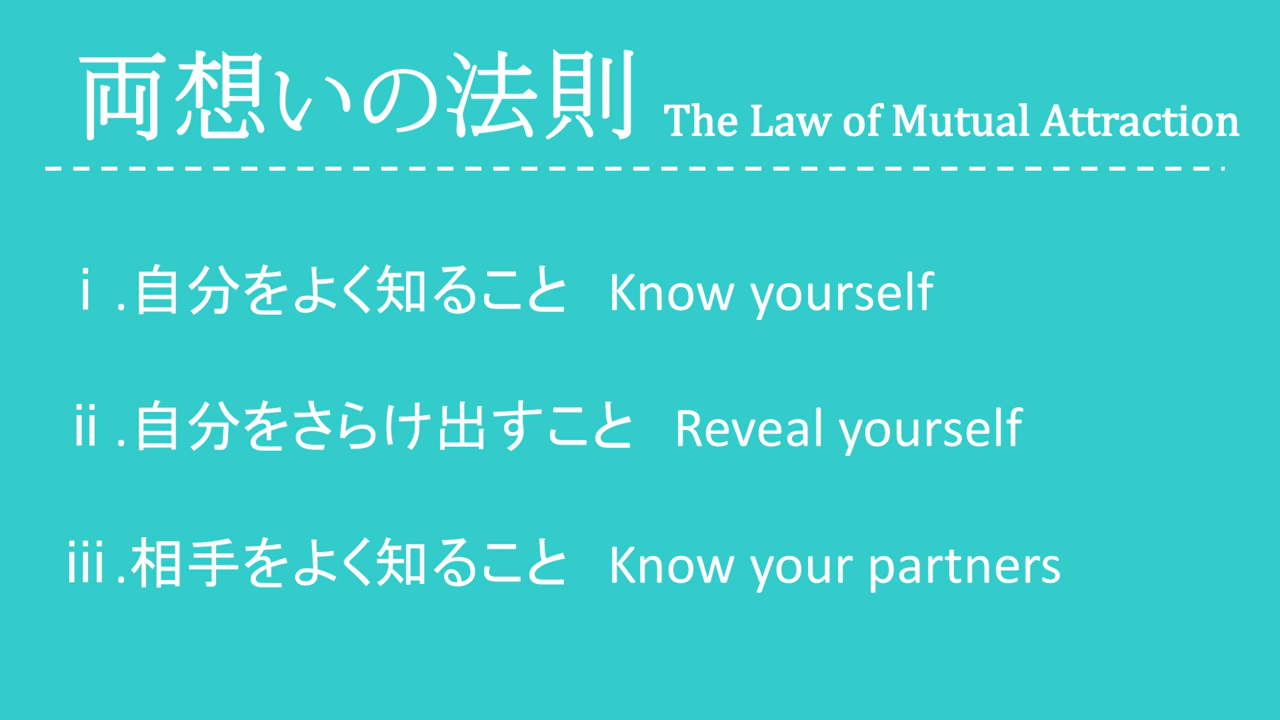 両想いの法則 The Law of Mutual Attraction
ⅰ.自分をよく知ること Know yourself
ⅱ.自分をさらけ出すこと Reveal yourself
ⅲ.相手をよく知ること Know your partners